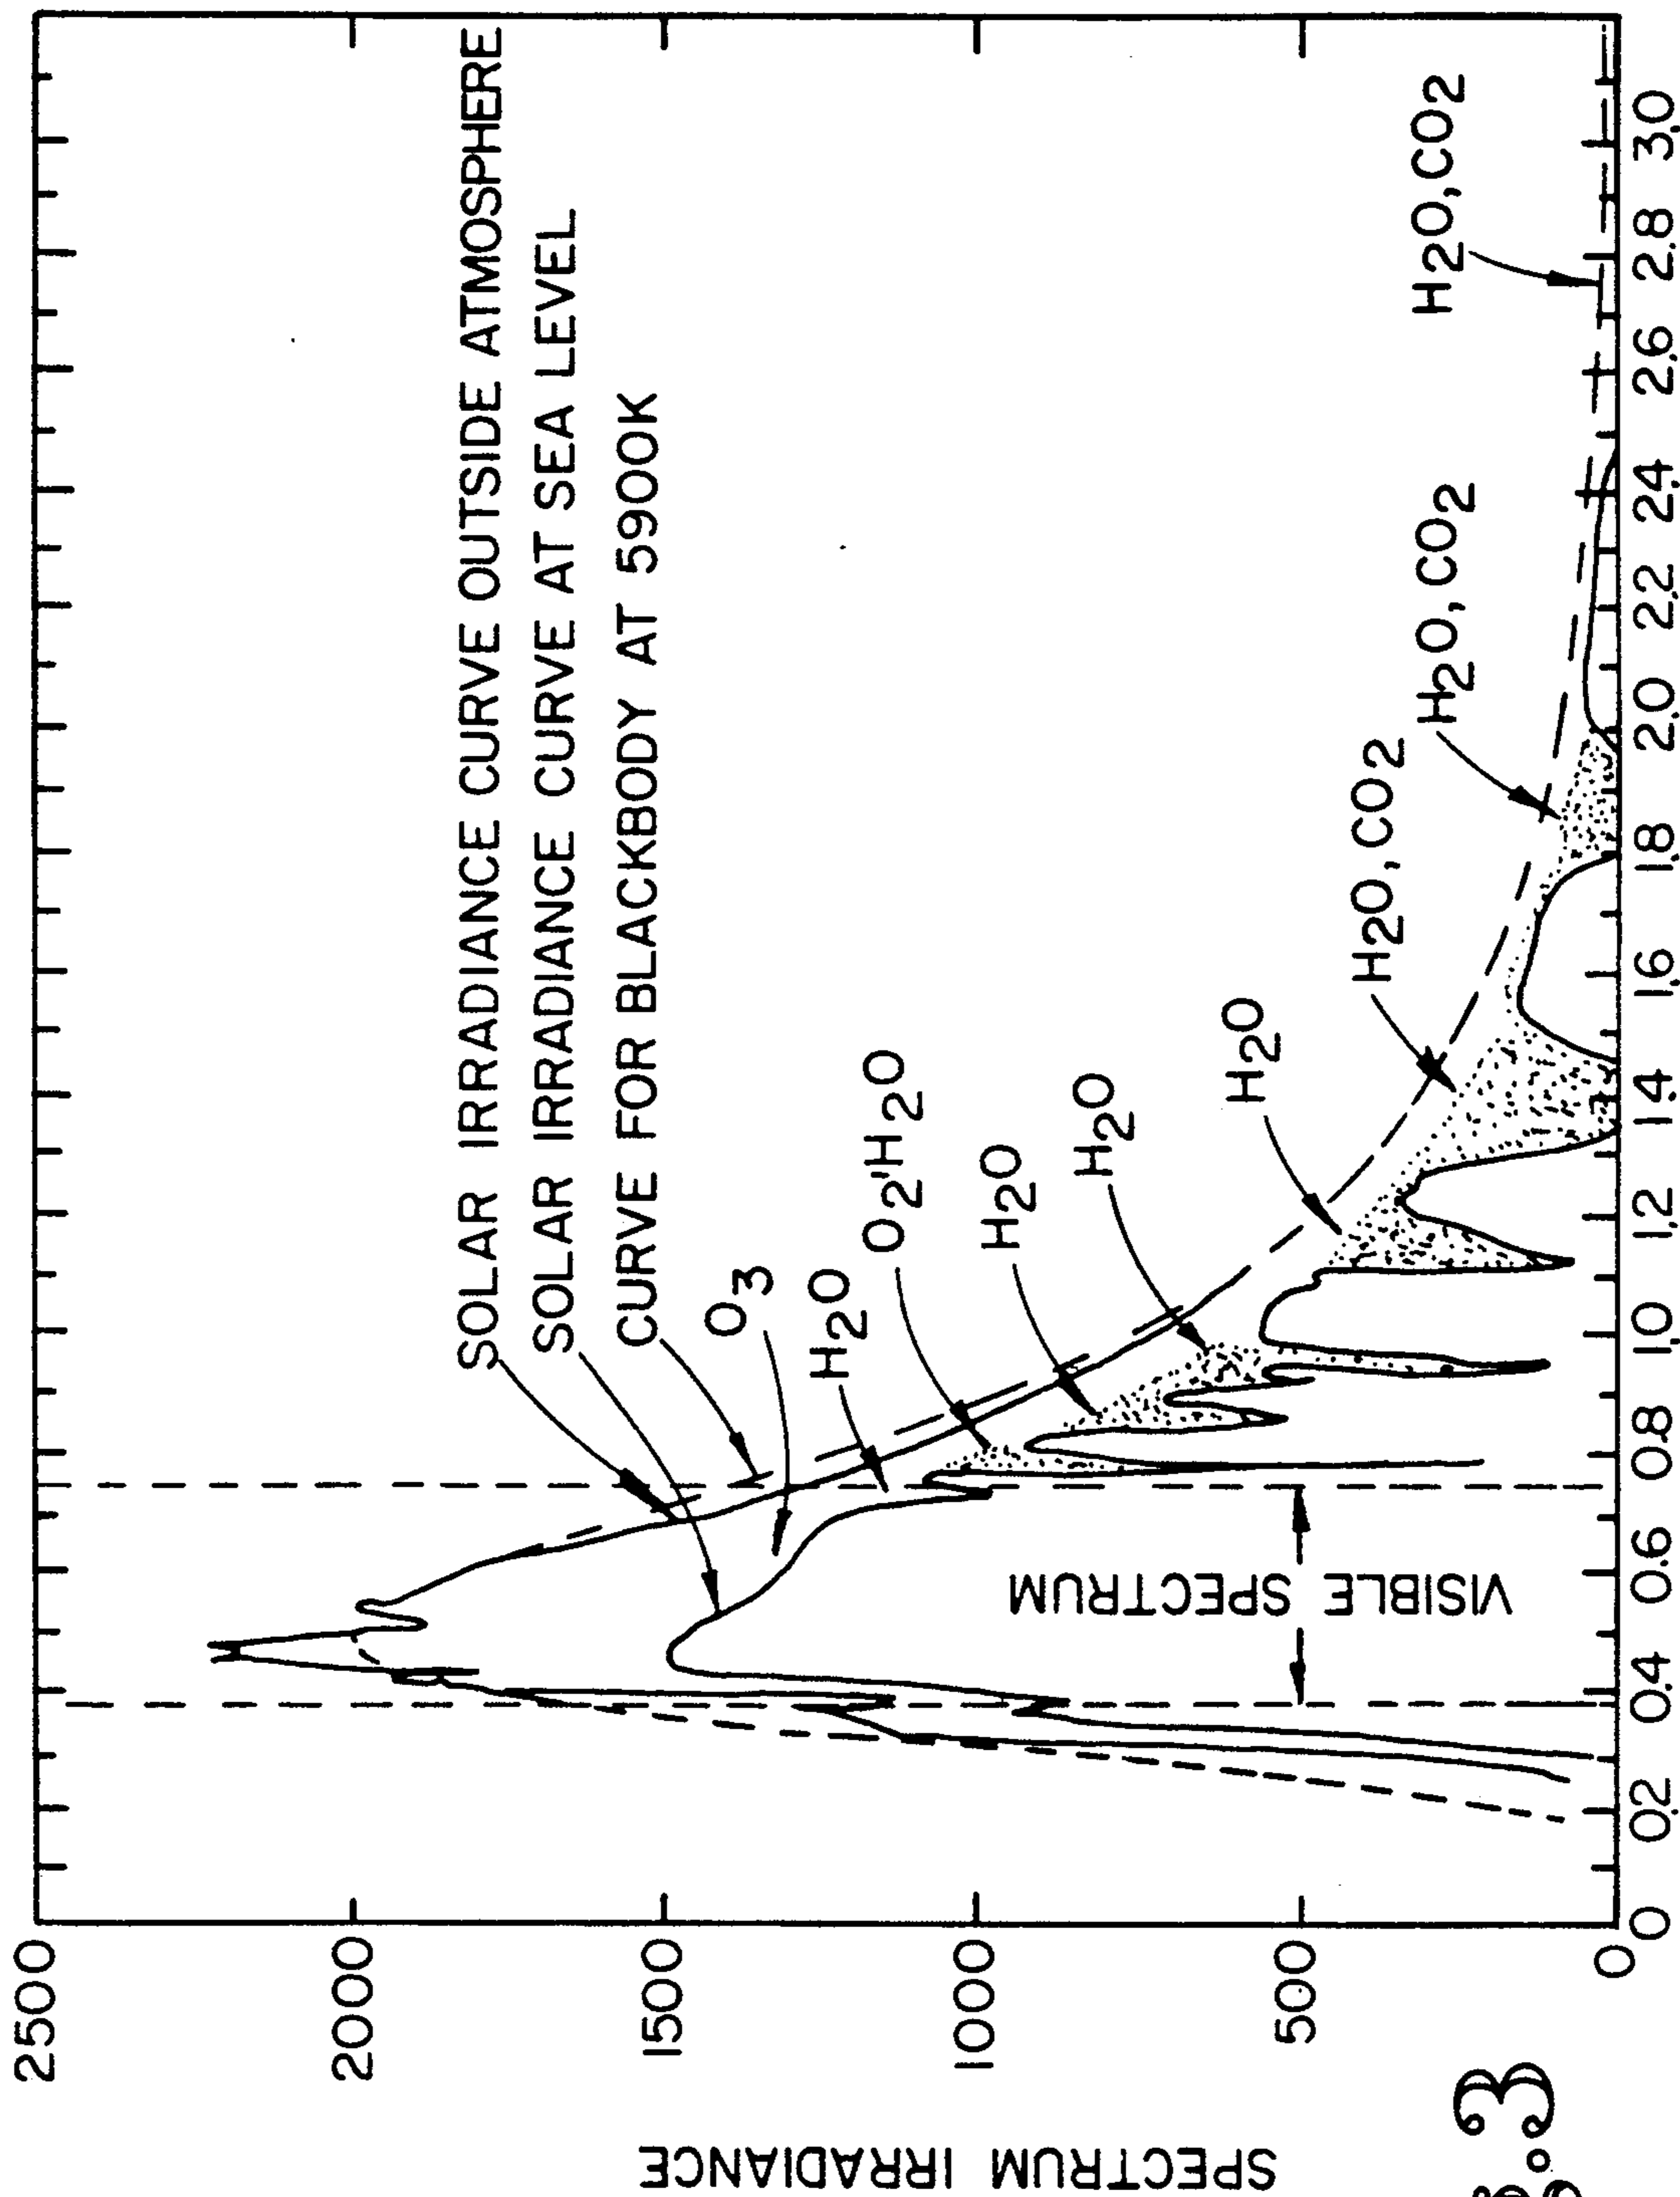 2500
2000
1500
1000
500
0
SPECTRUM IRRADIANCE
SOLAR IRRADIANCE CURVE OUTSIDE ATMOSPHERE
SOLAR IRRADIANCE CURVE AT SEA LEVEL
CURVE FOR BLACKBODY AT 5900K
O3
H2O
O2,H2O
H2O
H2O
H2O
H2O,CO2
H2O,CO2
H2O,CO2
VISIBLE SPECTRUM
0 0.2 0.4 0.6 0.8 1.0 1.2 1.4 1.6 1.8 2.0 2.2 2.4 2.6 2.8 3.0
3